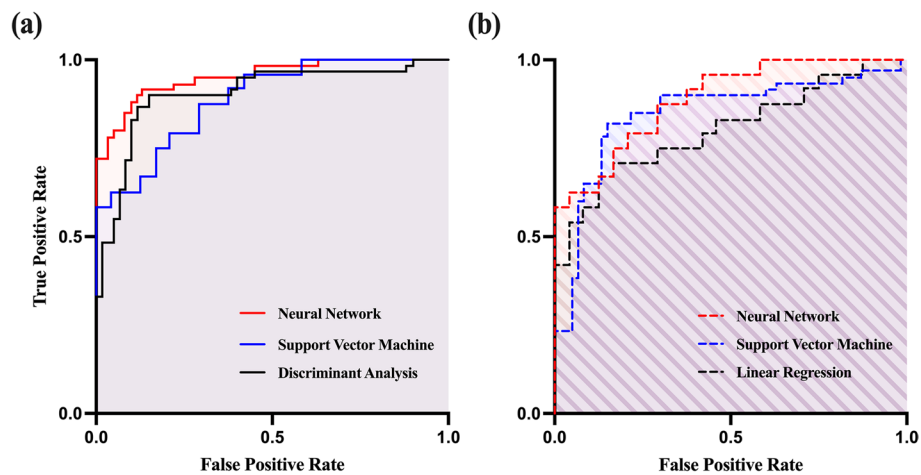 (a)
(b)
True Positive Rate
1.0
0.5
0.0
Neural Network
Support Vector Machine
Discriminant Analysis
0.0
0.5
1.0
False Positive Rate
1.0
0.5
0.0
Neural Network
Support Vector Machine
Linear Regression
0.0
0.5
1.0
False Positive Rate